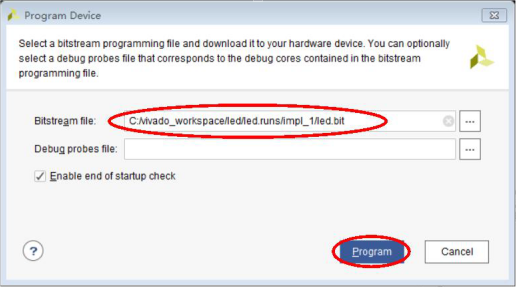 Program Device
Select a bitstream programming file and download it to your hardware device. You can optionally
select a debug probes file that corresponds to the debug cores contained in the bitstream
programming file.
Bitstream file: C:/vivado_workspace/led/led.runs/impl_1/led.bit ...
Debug probes file: ...
Enable end of startup check
? Program Cancel